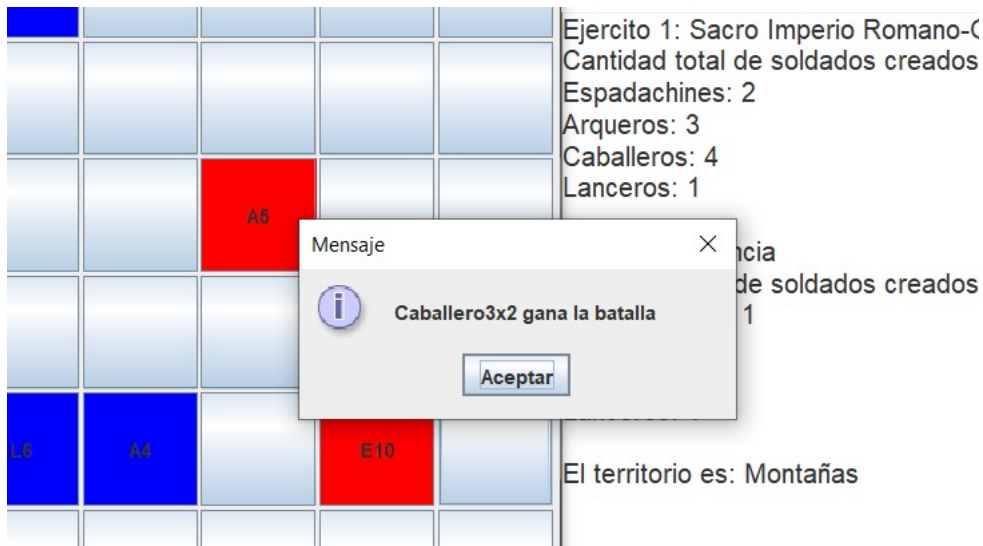 Ejercito 1: Sacro Imperio Romano-
Cantidad total de soldados creados
Espadachines: 2
Arqueros: 3
Caballeros: 4
Lanceros: 1
A5
Mensaje
ncia
de soldados creados
Caballero3x2 gana la batalla
1
Aceptar
L6
A4
E10
El territorio es: Montañas